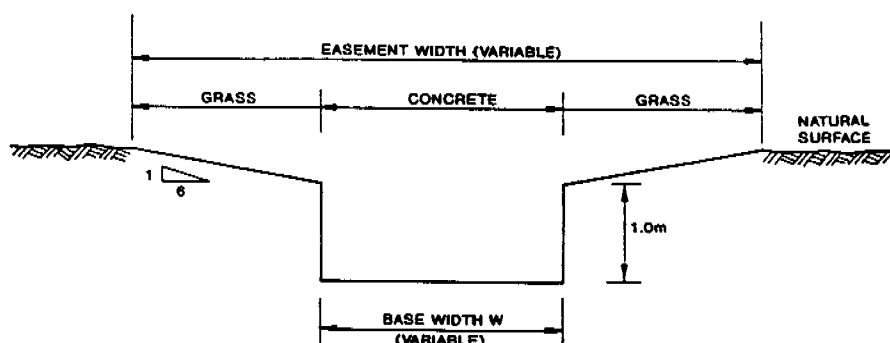 EASEMENT WIDTH (VARIABLE)
GRASS CONCRETE GRASS
NATURAL
SURFACE
1
6
1.0m
BASE WIDTH W
(VARIABLE)